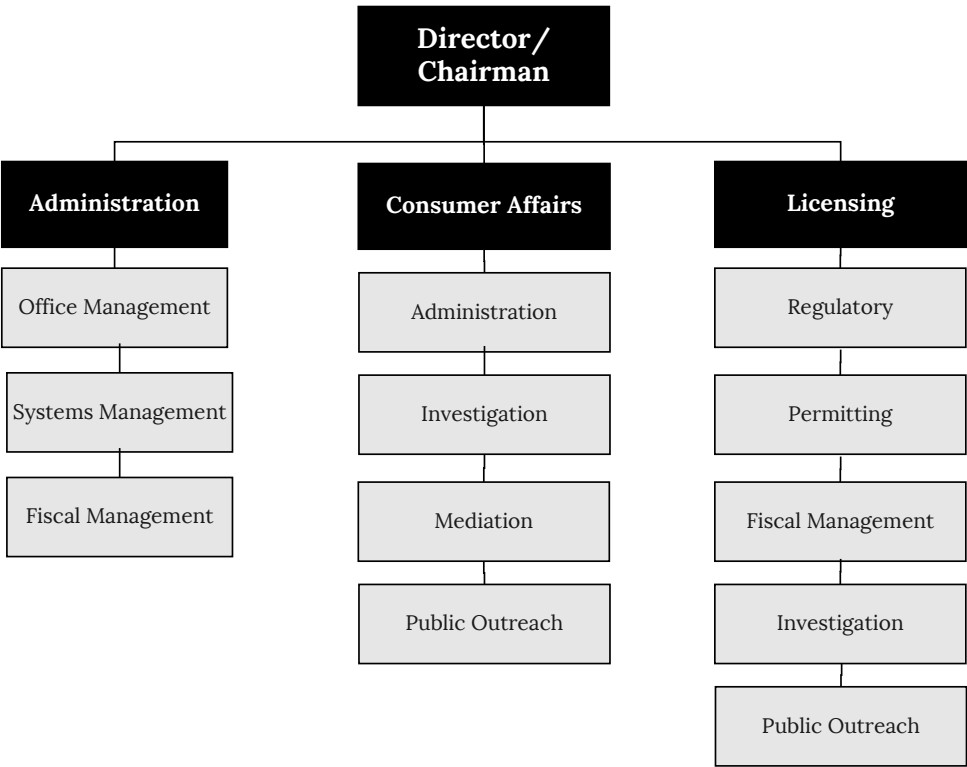 Director/
Chairman
Administration
Consumer Affairs
Licensing
Office Management
Systems Management
Fiscal Management
Administration
Investigation
Mediation
Public Outreach
Regulatory
Permitting
Fiscal Management
Investigation
Public Outreach